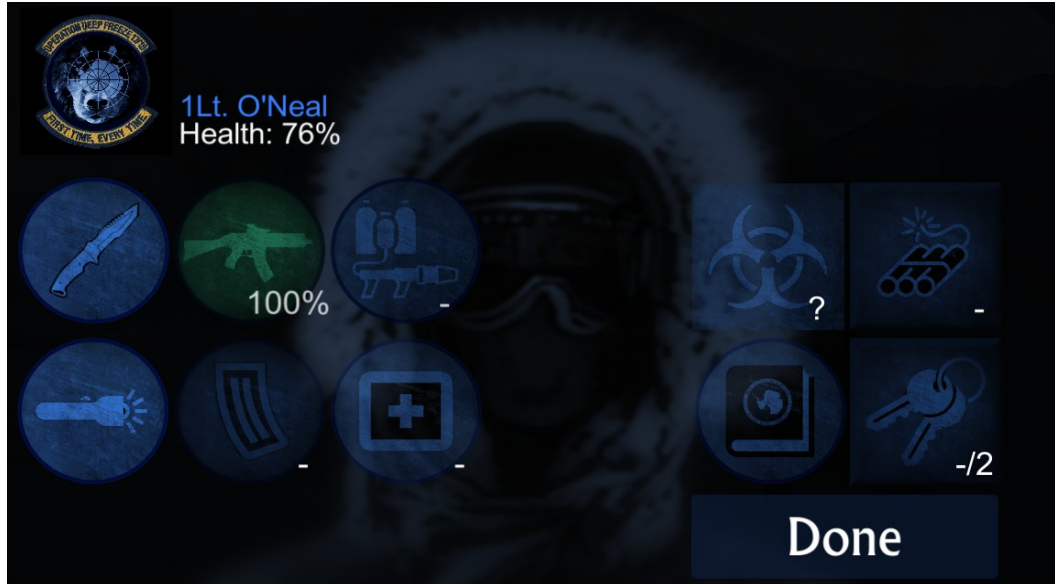 OPERATION DEEP FREEZE
FIRST TIME, EVERY TIME
1Lt. O'Neal
Health: 76%
100%
-
?
-
-
-
-/2
Done